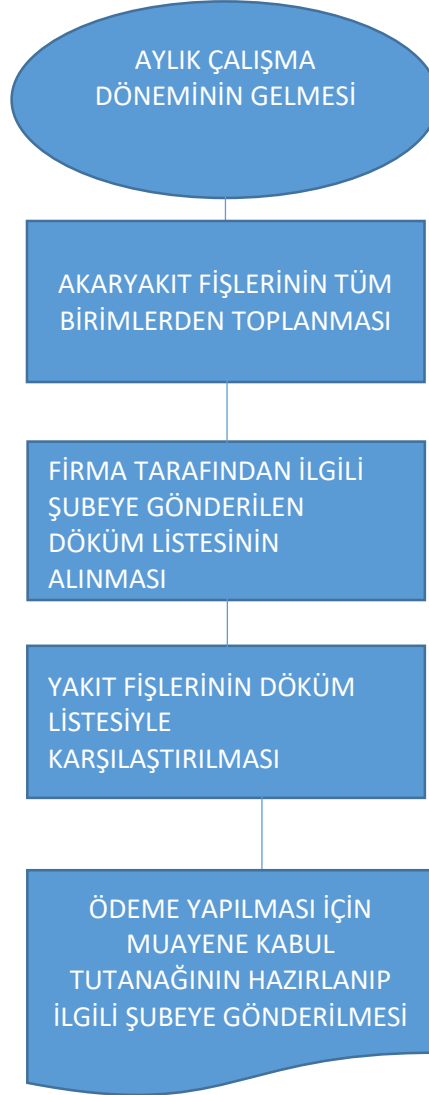 AYLIK ÇALIŞMA
DÖNEMİNİN GELMESİ
AKARYAKIT FİŞLERİNİN TÜM
BİRİMLERDEN TOPLANMASI
FİRMA TARAFINDAN İLGİLİ
ŞUBEYE GÖNDERİLEN
DÖKÜM LİSTESİNİN
ALINMASI
YAKIT FİŞLERİNİN DÖKÜM
LİSTESİYLE
KARŞILAŞTIRILMASI
ÖDEME YAPILMASI İÇİN
MUAYENE KABUL
TUTANAĞININ HAZIRLANIP
İLGİLİ ŞUBEYE GÖNDERİLMESİ